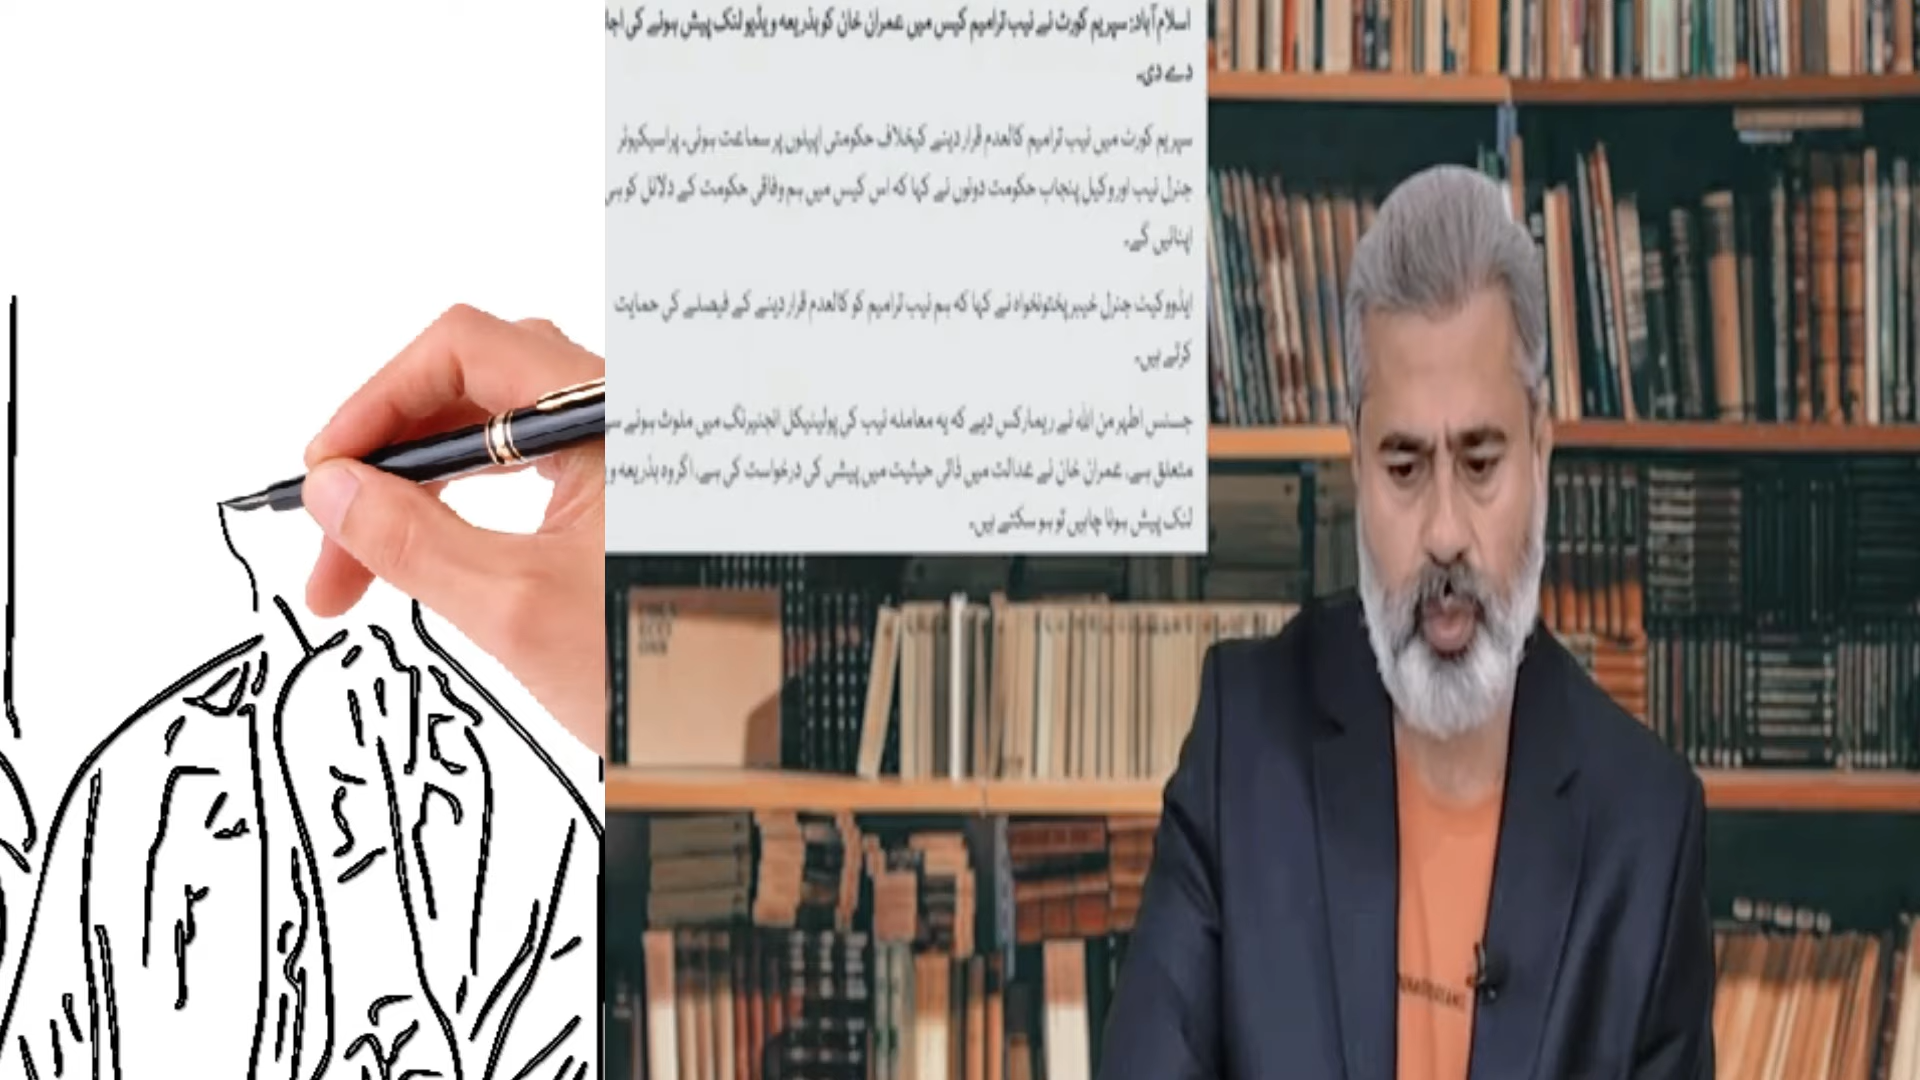 اسلام آباد: سپریم کورٹ نے نیب ترامیم کیس میں عمران خان کو بذریعہ ویڈیو لنک پیش ہونے کی اجا
دے دی۔
سپریم کورٹ میں نیب ترامیم کالعدم قرار دینے کیخلاف حکومتی اپیلوں پر سماعت ہوئی۔ پراسیکیوٹر
جنرل نیب اور وکیل پنجاب حکومت دونوں نے کہا کہ اس کیس میں ہم وفاقی حکومت کے دلائل کو ہی
اپنائیں گے۔
ایڈووکیٹ جنرل خیبر پختونخواہ نے کہا کہ ہم نیب ترامیم کو کالعدم قرار دینے کے فیصلے کی حمایت
کرتے ہیں۔
جسٹس اطہر من اللہ نے ریمارکس دیے کہ یہ معاملہ نیب کی پولیٹیکل انجنیرنگ میں ملوث ہونے سے
متعلق ہے، عمران خان نے عدالت میں ذاتی حیثیت میں پیشی کی درخواست کی ہے، اگر وہ بذریعہ و
لنک پیش ہونا چاہیں تو ہو سکتے ہیں۔